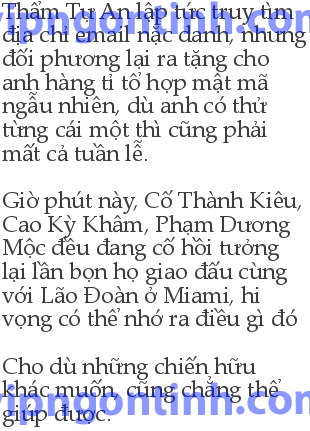 Thẩm Tư An lập tức truy tìm
địa chỉ email nặc danh, nhưng
đối phương lại ra tặng cho
anh hàng tỉ tổ hợp mật mã
ngẫu nhiên, dù anh có thử
từng cái một thì cũng phải
mất cả tuần lễ.
Giờ phút này, Cố Thành Kiêu,
Cao Kỳ Khâm, Phạm Dương
Mộc đều đang cố hồi tưởng
lại lần bọn họ giao đấu cùng
với Lão Đoàn ở Miami, hi
vọng có thể nhớ ra điều gì đó
Cho dù những chiến hữu
khác muốn, cũng chẳng thể
giúp được.
vipngontinh.com
vipngontinh.com